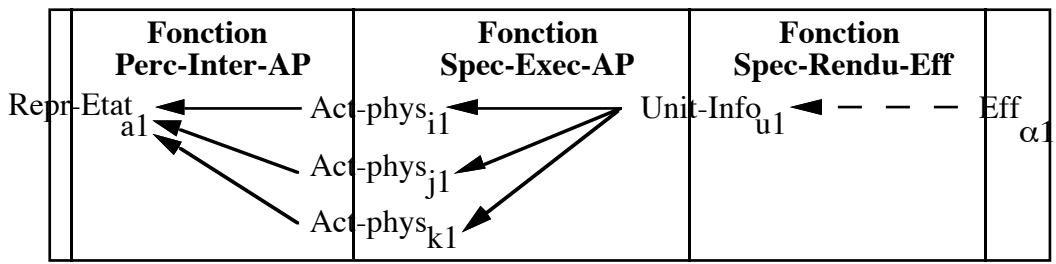 Fonction Fonction Fonction
Perc-Inter-AP Spec-Exec-AP Spec-Rendu-Eff
Repr-Etat a1 Act-phys i1 Unit-Info u1 Eff α1
Act-phys j1
Act-phys k1